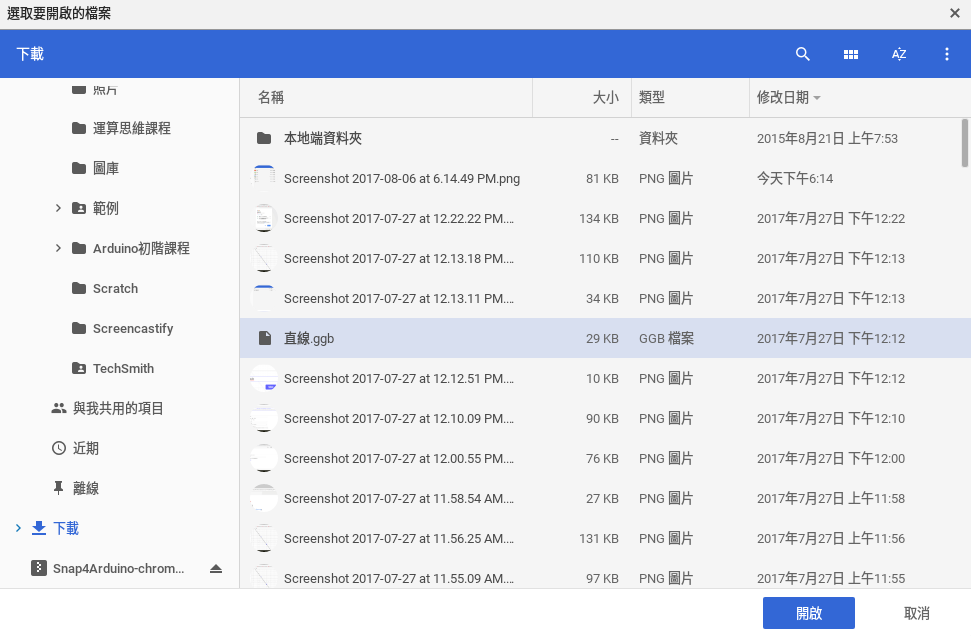 選取要開啟的檔案
下載
AZ
照片
運算思維課程
圖庫
範例
Arduino初階課程
Scratch
Screencastify
TechSmith
與我共用的項目
近期
離線
下載
Snap4Arduino-chrom...
名稱 大小 類型 修改日期
本地端資料夾 -- 資料夾 2015年8月21日 上午7:53
Screenshot 2017-08-06 at 6.14.49 PM.png 81 KB PNG 圖片 今天下午6:14
Screenshot 2017-07-27 at 12.22.22 PM.... 134 KB PNG 圖片 2017年7月27日 下午12:22
Screenshot 2017-07-27 at 12.13.18 PM.... 110 KB PNG 圖片 2017年7月27日 下午12:13
Screenshot 2017-07-27 at 12.13.11 PM.... 34 KB PNG 圖片 2017年7月27日 下午12:13
直線.ggb 29 KB GGB 檔案 2017年7月27日 下午12:12
Screenshot 2017-07-27 at 12.12.51 PM.... 10 KB PNG 圖片 2017年7月27日 下午12:12
Screenshot 2017-07-27 at 12.10.09 PM.... 90 KB PNG 圖片 2017年7月27日 下午12:10
Screenshot 2017-07-27 at 12.00.55 PM.... 76 KB PNG 圖片 2017年7月27日 下午12:00
Screenshot 2017-07-27 at 11.58.54 AM.... 27 KB PNG 圖片 2017年7月27日 上午11:58
Screenshot 2017-07-27 at 11.56.25 AM.... 131 KB PNG 圖片 2017年7月27日 上午11:56
Screenshot 2017-07-27 at 11.55.09 AM.... 97 KB PNG 圖片 2017年7月27日 上午11:55
開啟 取消